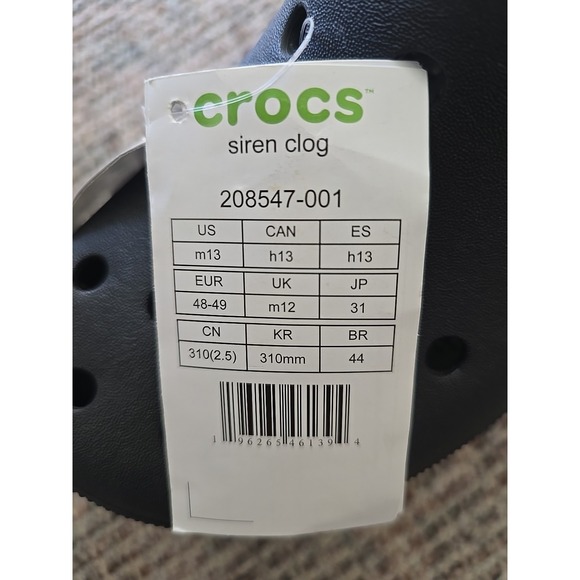 crocs™
siren clog
208547-001
US CAN ES
m13 h13 h13
EUR UK JP
48-49 m12 31
CN KR BR
310(2.5) 310mm 44
1 96265 46139 4